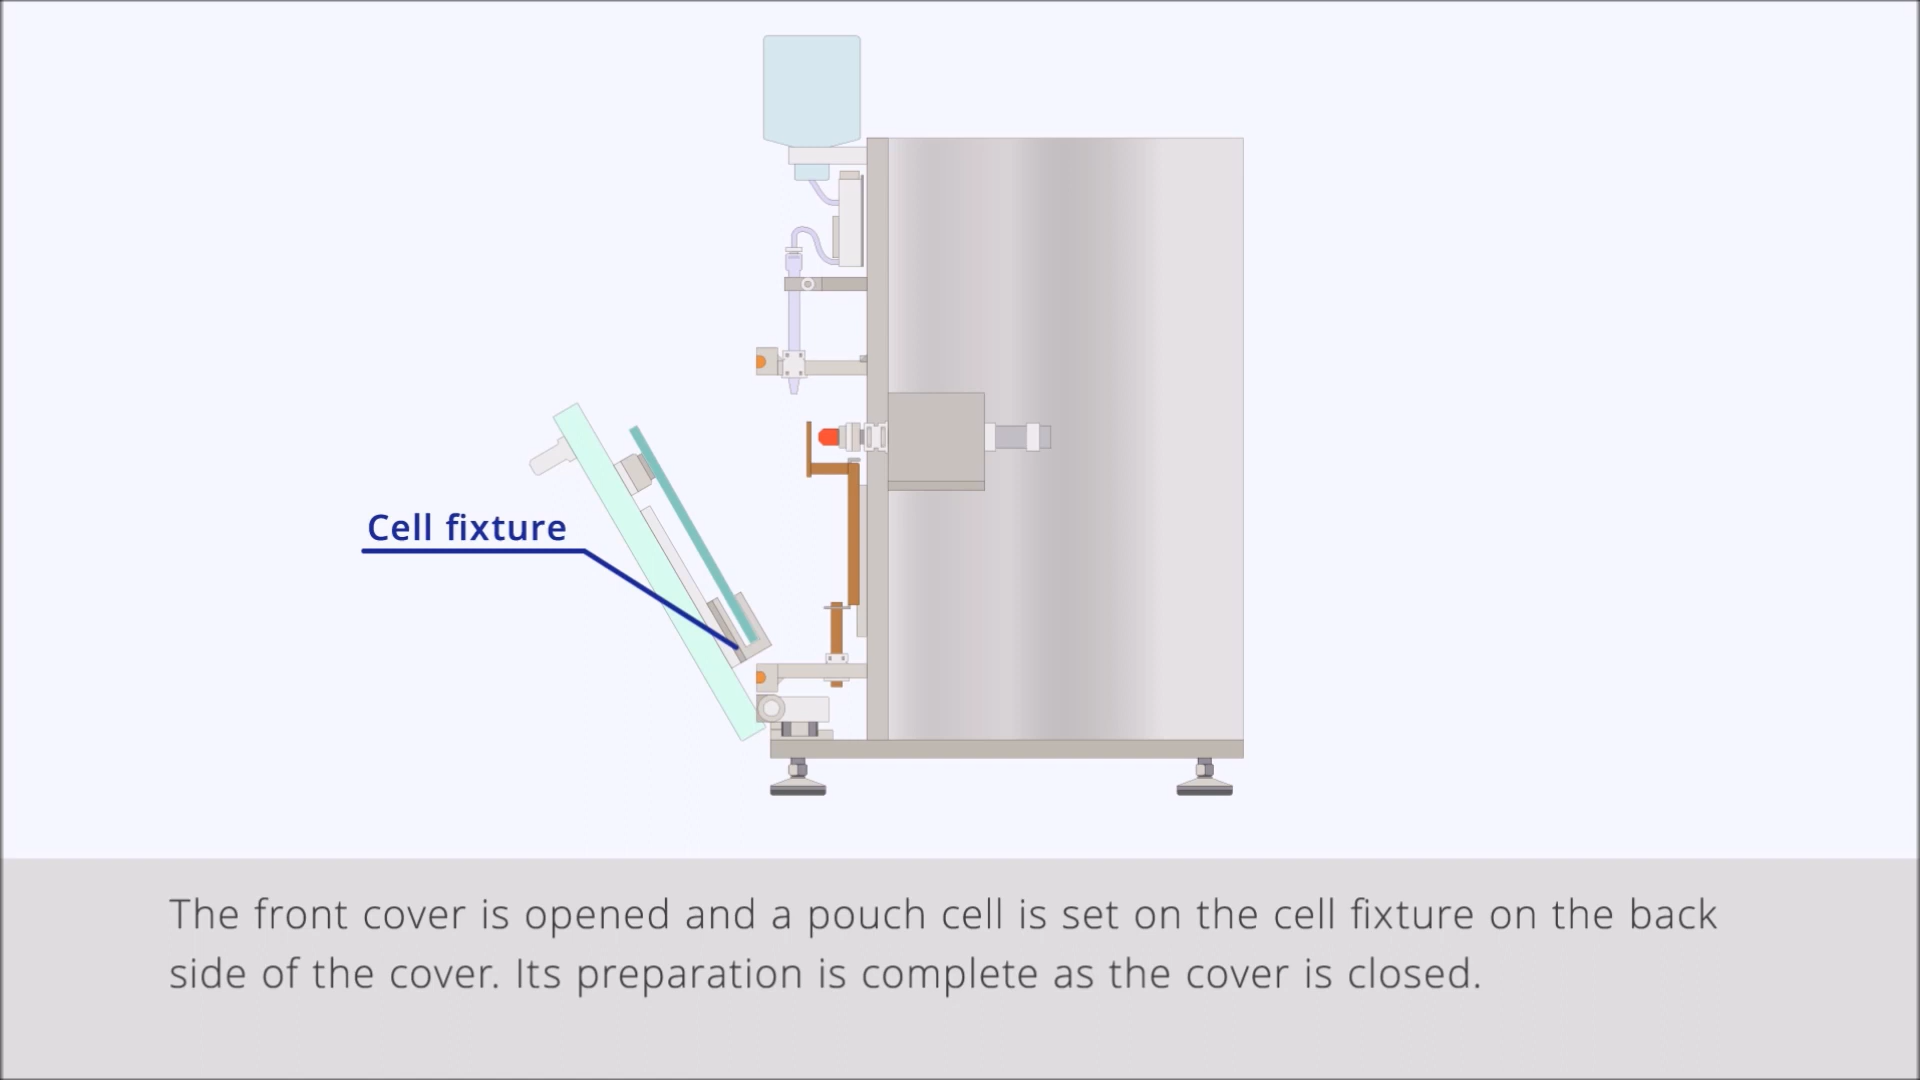 Cell fixture
The front cover is opened and a pouch cell is set on the cell fixture on the back
side of the cover. Its preparation is complete as the cover is closed.